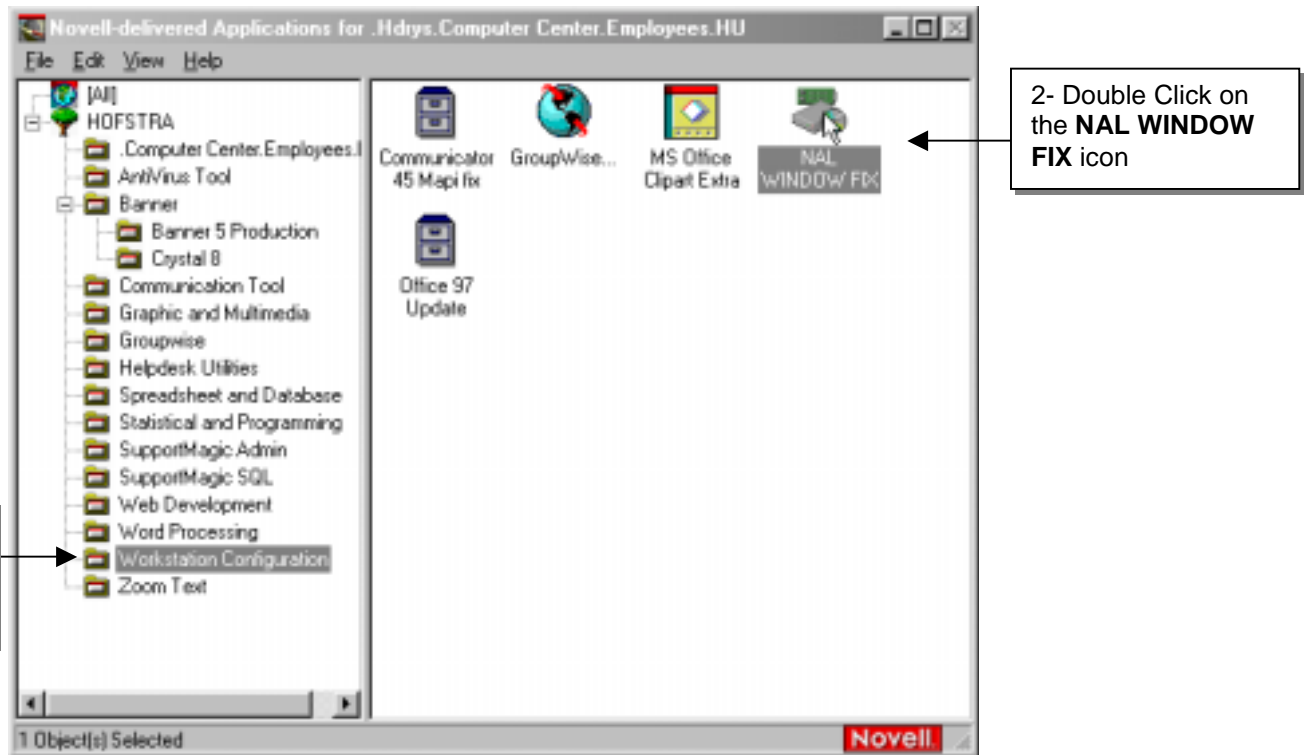 Novell-delivered Applications for .Hdrys.Computer Center.Employees.HU
File Edit View Help
[All]
HOFSTRA
.Computer Center.Employees.
AntiVirus Tool
Banner
Banner 5 Production
Crystal 8
Communication Tool
Graphic and Multimedia
Groupwise
Helpdesk Utilities
Spreadsheet and Database
Statistical and Programming
SupportMagic Admin
SupportMagic SQL
Web Development
Word Processing
Workstation Configuration
Zoom Text
Communicator
45 Mapi fix
GroupWise...
MS Office
Clipart Extra
NAL
WINDOW FIX
Office 97
Update
2- Double Click on
the NAL WINDOW
FIX icon
1 Object(s) Selected
Novell.